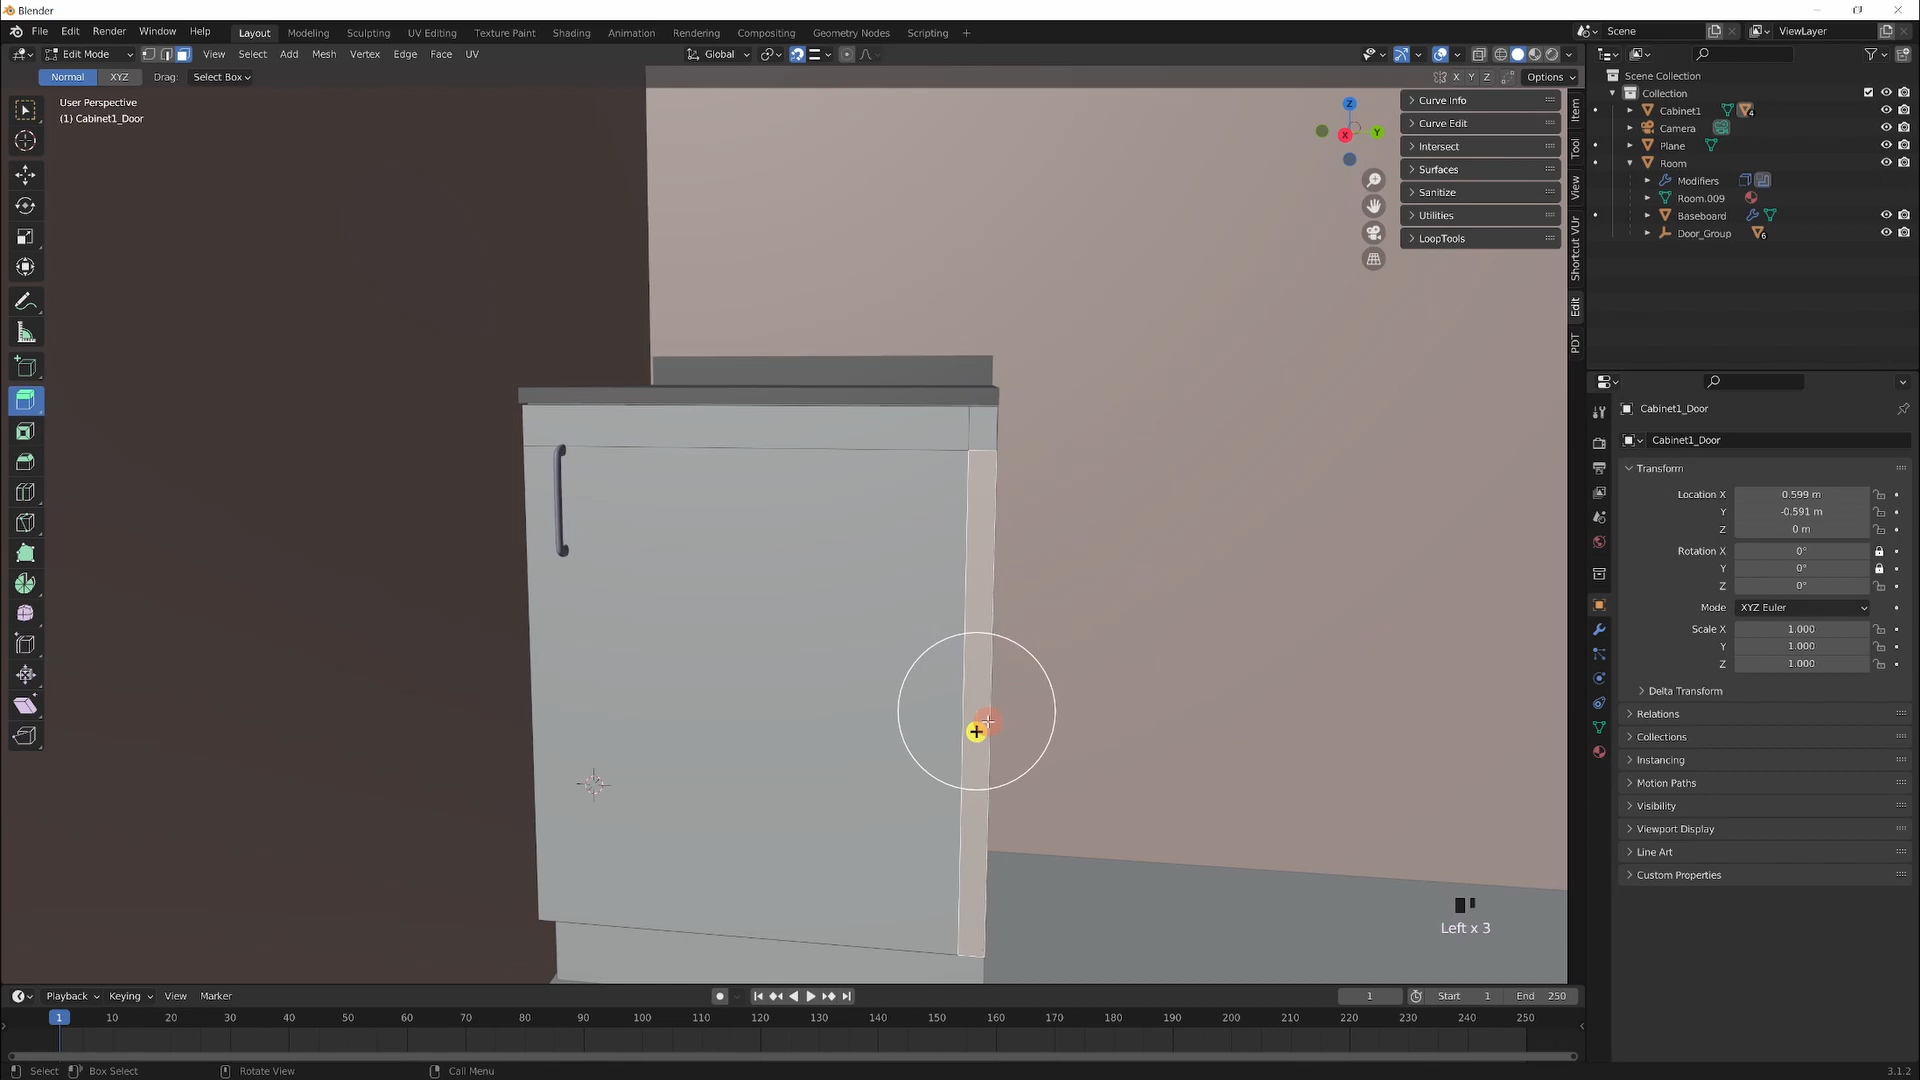 Blender
File Edit Render Window Help Layout Modeling Sculpting UV Editing Texture Paint Shading Animation Rendering Compositing Geometry Nodes Scripting + Scene ViewLayer
Edit Mode View Select Add Mesh Vertex Edge Face UV Global
Normal XYZ Drag: Select Box X Y Z Options
User Perspective
(1) Cabinet1_Door
Z
Y
X
Curve Info
Curve Edit
Intersect
Surfaces
Sanitize
Utilities
LoopTools
Item
Tool
View
Shortcut VUr
Edit
PDT
Scene Collection
Collection
Cabinet1 4
Camera
Plane
Room
Modifiers
Room.009
Baseboard
Door_Group 6
Cabinet1_Door
Cabinet1_Door
Transform
Location X 0.599 m
Y -0.591 m
Z 0 m
Rotation X 0°
Y 0°
Z 0°
Mode XYZ Euler
Scale X 1.000
Y 1.000
Z 1.000
Delta Transform
Relations
Collections
Instancing
Motion Paths
Visibility
Viewport Display
Line Art
Custom Properties
Left x 3
Playback Keying View Marker 1 Start 1 End 250
1 10 20 30 40 50 60 70 80 90 100 110 120 130 140 150 160 170 180 190 200 210 220 230 240 250
Select Box Select Rotate View Call Menu 3.1.2